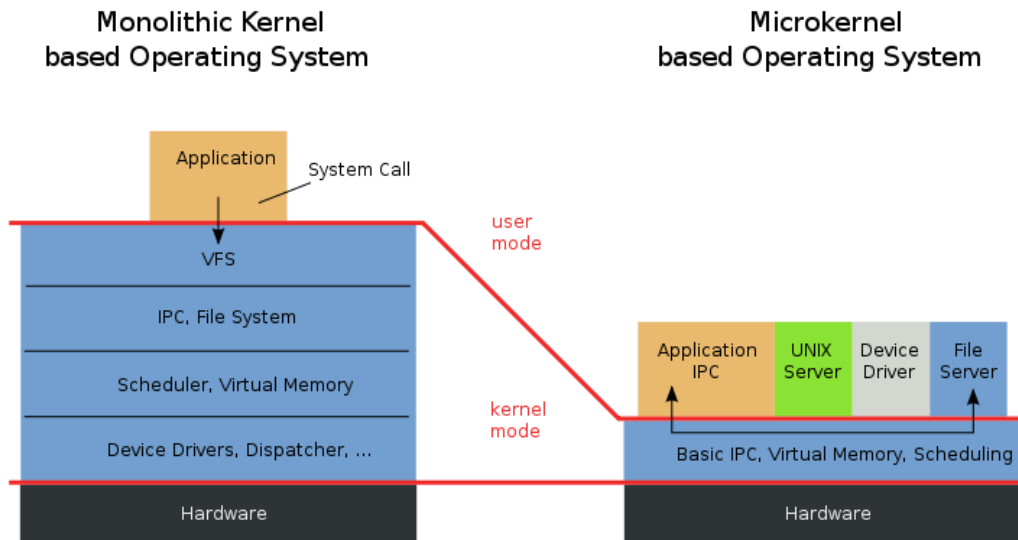 Monolithic Kernel
based Operating System
Microkernel
based Operating System
Application
System Call
user
mode
VFS
IPC, File System
Scheduler, Virtual Memory
kernel
mode
Device Drivers, Dispatcher, ...
Hardware
Application
IPC
UNIX
Server
Device
Driver
File
Server
Basic IPC, Virtual Memory, Scheduling
Hardware